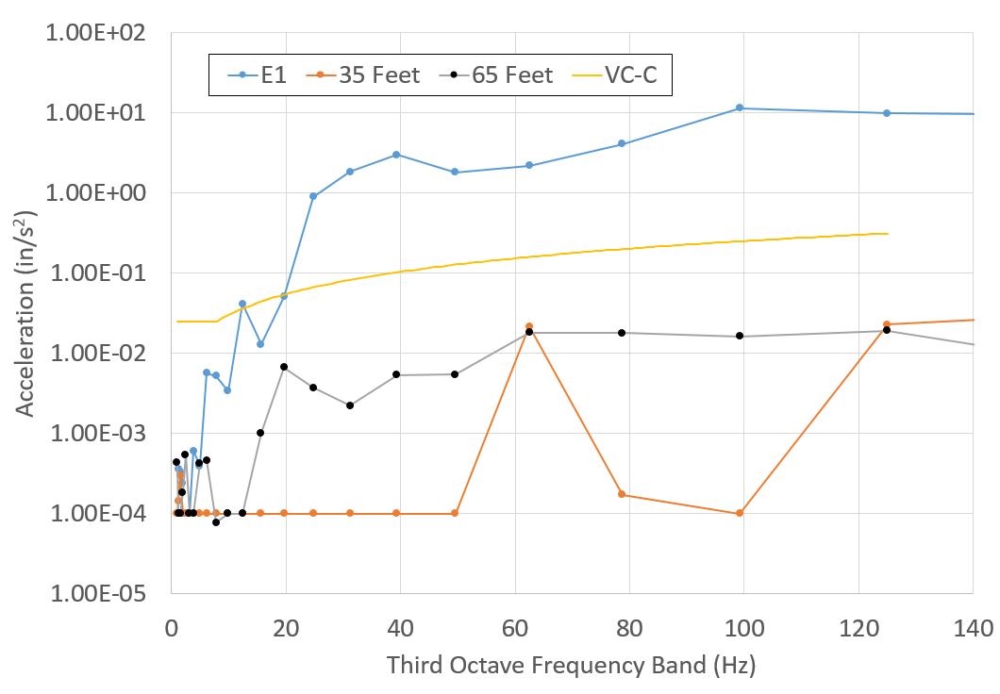 1.00E+02
E1 35 Feet 65 Feet VC-C
1.00E+01
1.00E+00
1.00E-01
1.00E-02
1.00E-03
1.00E-04
1.00E-05
Acceleration (in/s²)
0 20 40 60 80 100 120 140
Third Octave Frequency Band (Hz)